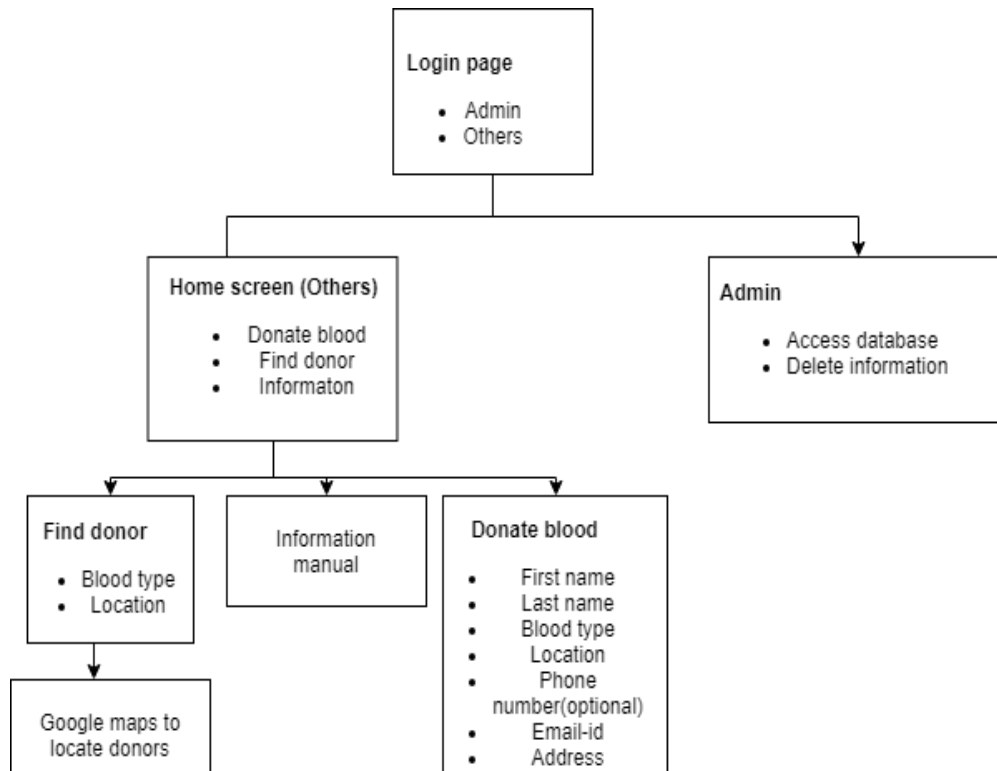 Login page
Admin
Others
Home screen (Others)
Donate blood
Find donor
Informaton
Admin
Access database
Delete information
Find donor
Blood type
Location
Information
manual
Donate blood
First name
Last name
Blood type
Location
Phone
number(optional)
Email-id
Address
Google maps to
locate donors